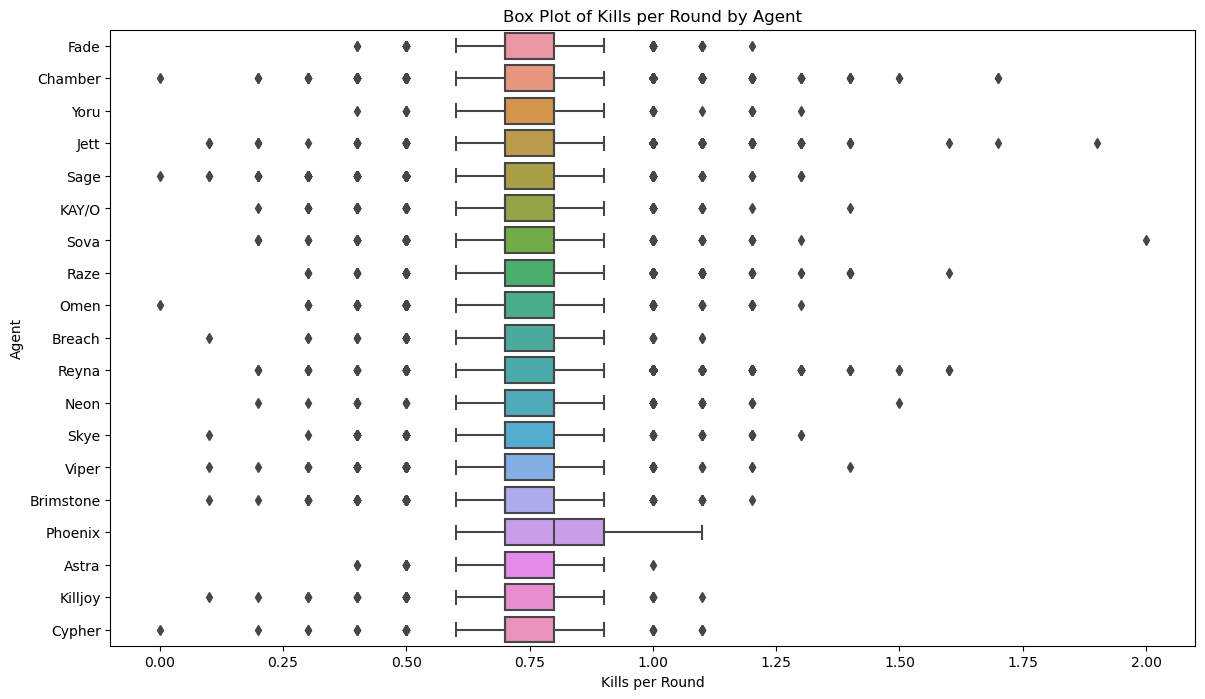 Box Plot of Kills per Round by Agent
Agent
Fade
Chamber
Yoru
Jett
Sage
KAY/O
Sova
Raze
Omen
Breach
Reyna
Neon
Skye
Viper
Brimstone
Phoenix
Astra
Killjoy
Cypher
0.00 0.25 0.50 0.75 1.00 1.25 1.50 1.75 2.00
Kills per Round